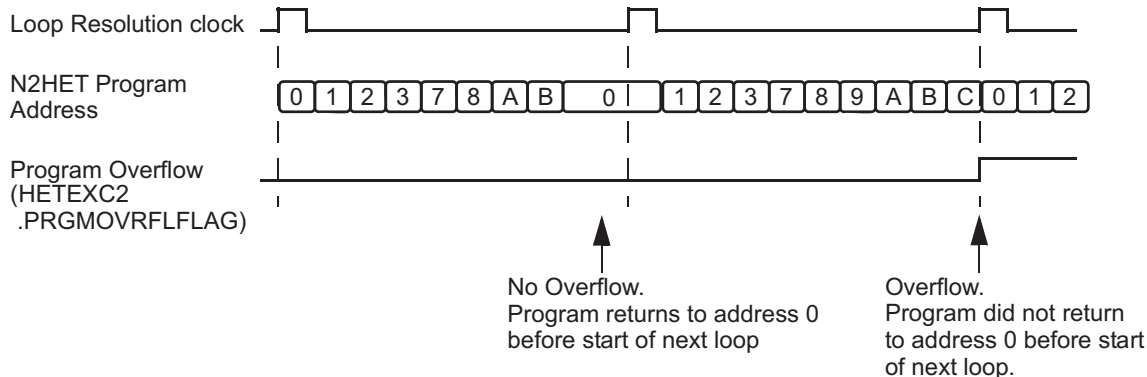 Loop Resolution clock
N2HET Program
Address
0 1 2 3 7 8 A B 0 1 2 3 7 8 9 A B C 0 1 2
Program Overflow
(HETEXC2
.PRGMOVRFLFLAG)
No Overflow.
Program returns to address 0
before start of next loop
Overflow.
Program did not return
to address 0 before start
of next loop.